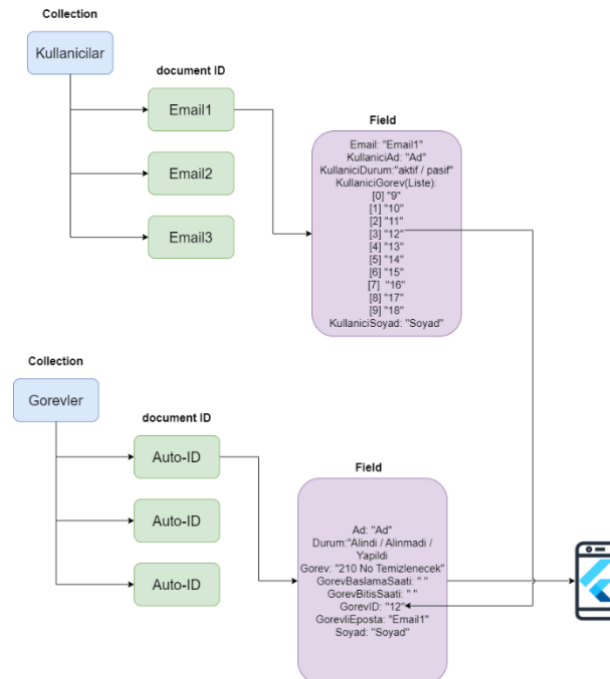 Collection
Kullanicilar
document ID
Email1
Email2
Email3
Field
Email: "Email1"
KullaniciAd: "Ad"
KullaniciDurum:"aktif / pasif"
KullaniciGorev(Liste):
[0] "9"
[1] "10"
[2] "11"
[3] "12"
[4] "13"
[5] "14"
[6] "15"
[7] "16"
[8] "17"
[9] "18"
KullaniciSoyad: "Soyad"
Collection
Gorevler
document ID
Auto-ID
Auto-ID
Auto-ID
Field
Ad: "Ad"
Durum:"Alindi / Alinmadi /
Yapildi
Gorev: "210 No Temizlenecek"
GorevBaslamaSaati: " "
GorevBitisSaati: " "
GorevID: "12"
GorevliEposta: "Email1"
Soyad: "Soyad"